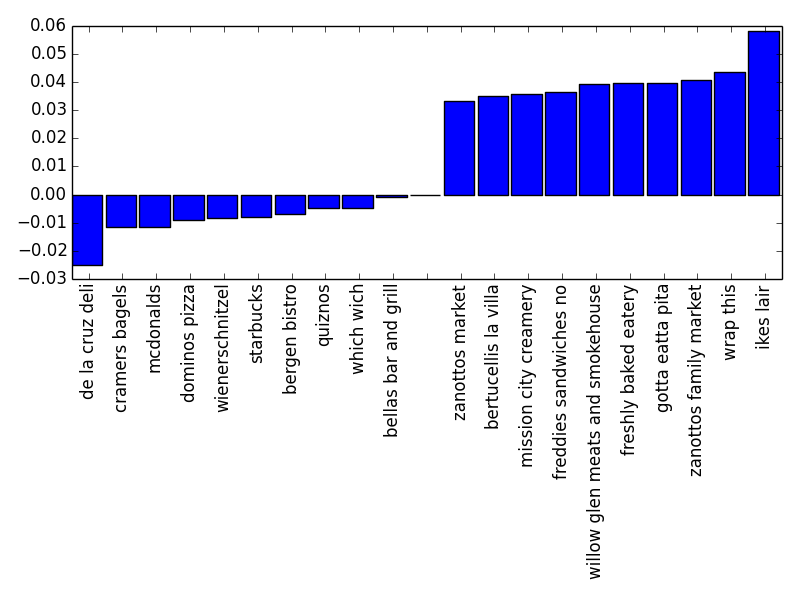 0.06
0.05
0.04
0.03
0.02
0.01
0.00
−0.01
−0.02
−0.03
de la cruz deli
cramers bagels
mcdonalds
dominos pizza
wienerschnitzel
starbucks
bergen bistro
quiznos
which wich
bellas bar and grill
zanottos market
bertucellis la villa
mission city creamery
freddies sandwiches no
willow glen meats and smokehouse
freshly baked eatery
gotta eatta pita
zanottos family market
wrap this
ikes lair